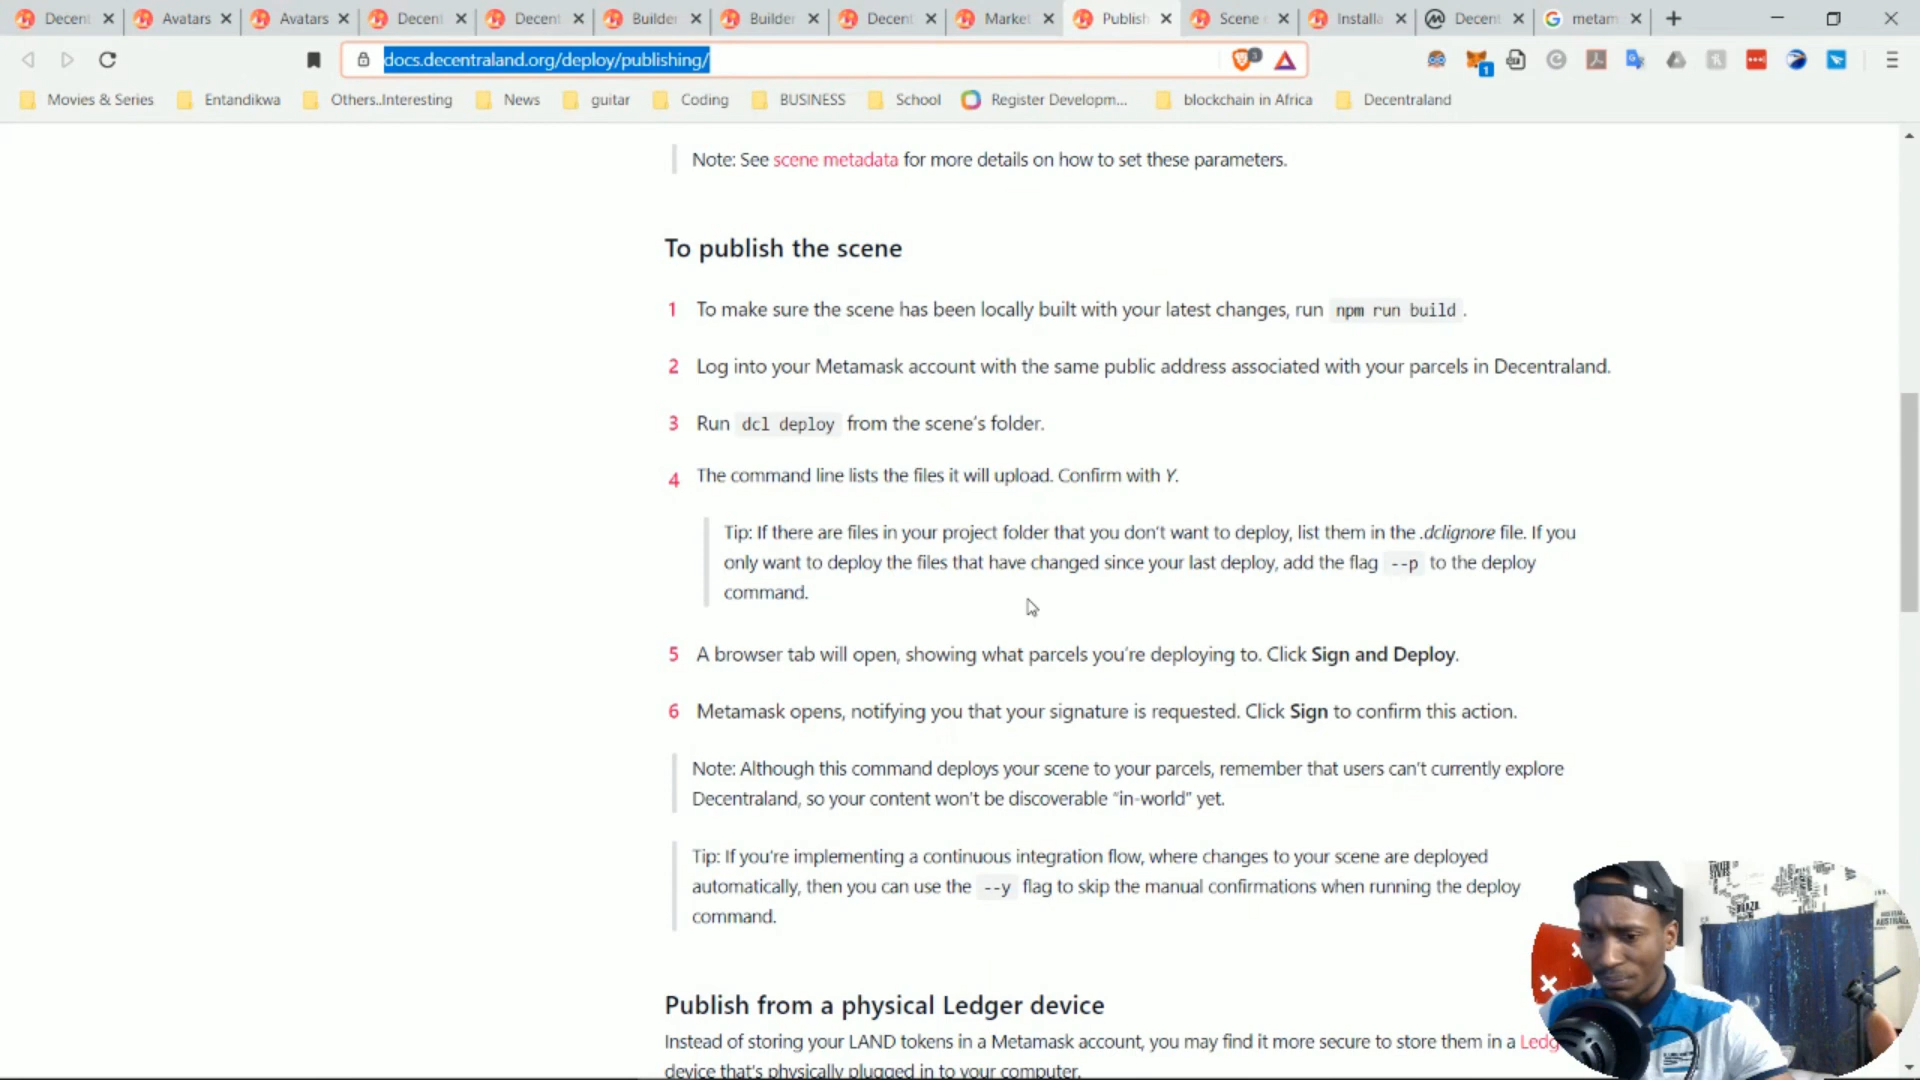 Decent
Avatars
Avatars
Decent
Decent
Builder
Builder
Decent
Market
Publish
Scene
Installa
Decent
metam
docs.decentraland.org/deploy/publishing/
3
1
Movies & Series
Entandikwa
Others..Interesting
News
guitar
Coding
BUSINESS
School
Register Developm...
blockchain in Africa
Decentraland
Note: See scene metadata for more details on how to set these parameters.
To publish the scene
1 To make sure the scene has been locally built with your latest changes, run npm run build .
2 Log into your Metamask account with the same public address associated with your parcels in Decentraland.
3 Run dcl deploy from the scene's folder.
4 The command line lists the files it will upload. Confirm with Y.
Tip: If there are files in your project folder that you don't want to deploy, list them in the .dclignore file. If you
only want to deploy the files that have changed since your last deploy, add the flag --p to the deploy
command.
5 A browser tab will open, showing what parcels you're deploying to. Click Sign and Deploy.
6 Metamask opens, notifying you that your signature is requested. Click Sign to confirm this action.
Note: Although this command deploys your scene to your parcels, remember that users can't currently explore
Decentraland, so your content won't be discoverable "in-world" yet.
Tip: If you're implementing a continuous integration flow, where changes to your scene are deployed
automatically, then you can use the --y flag to skip the manual confirmations when running the deploy
command.
Publish from a physical Ledger device
Instead of storing your LAND tokens in a Metamask account, you may find it more secure to store them in a Ledg
device that's physically plugged in to your computer.